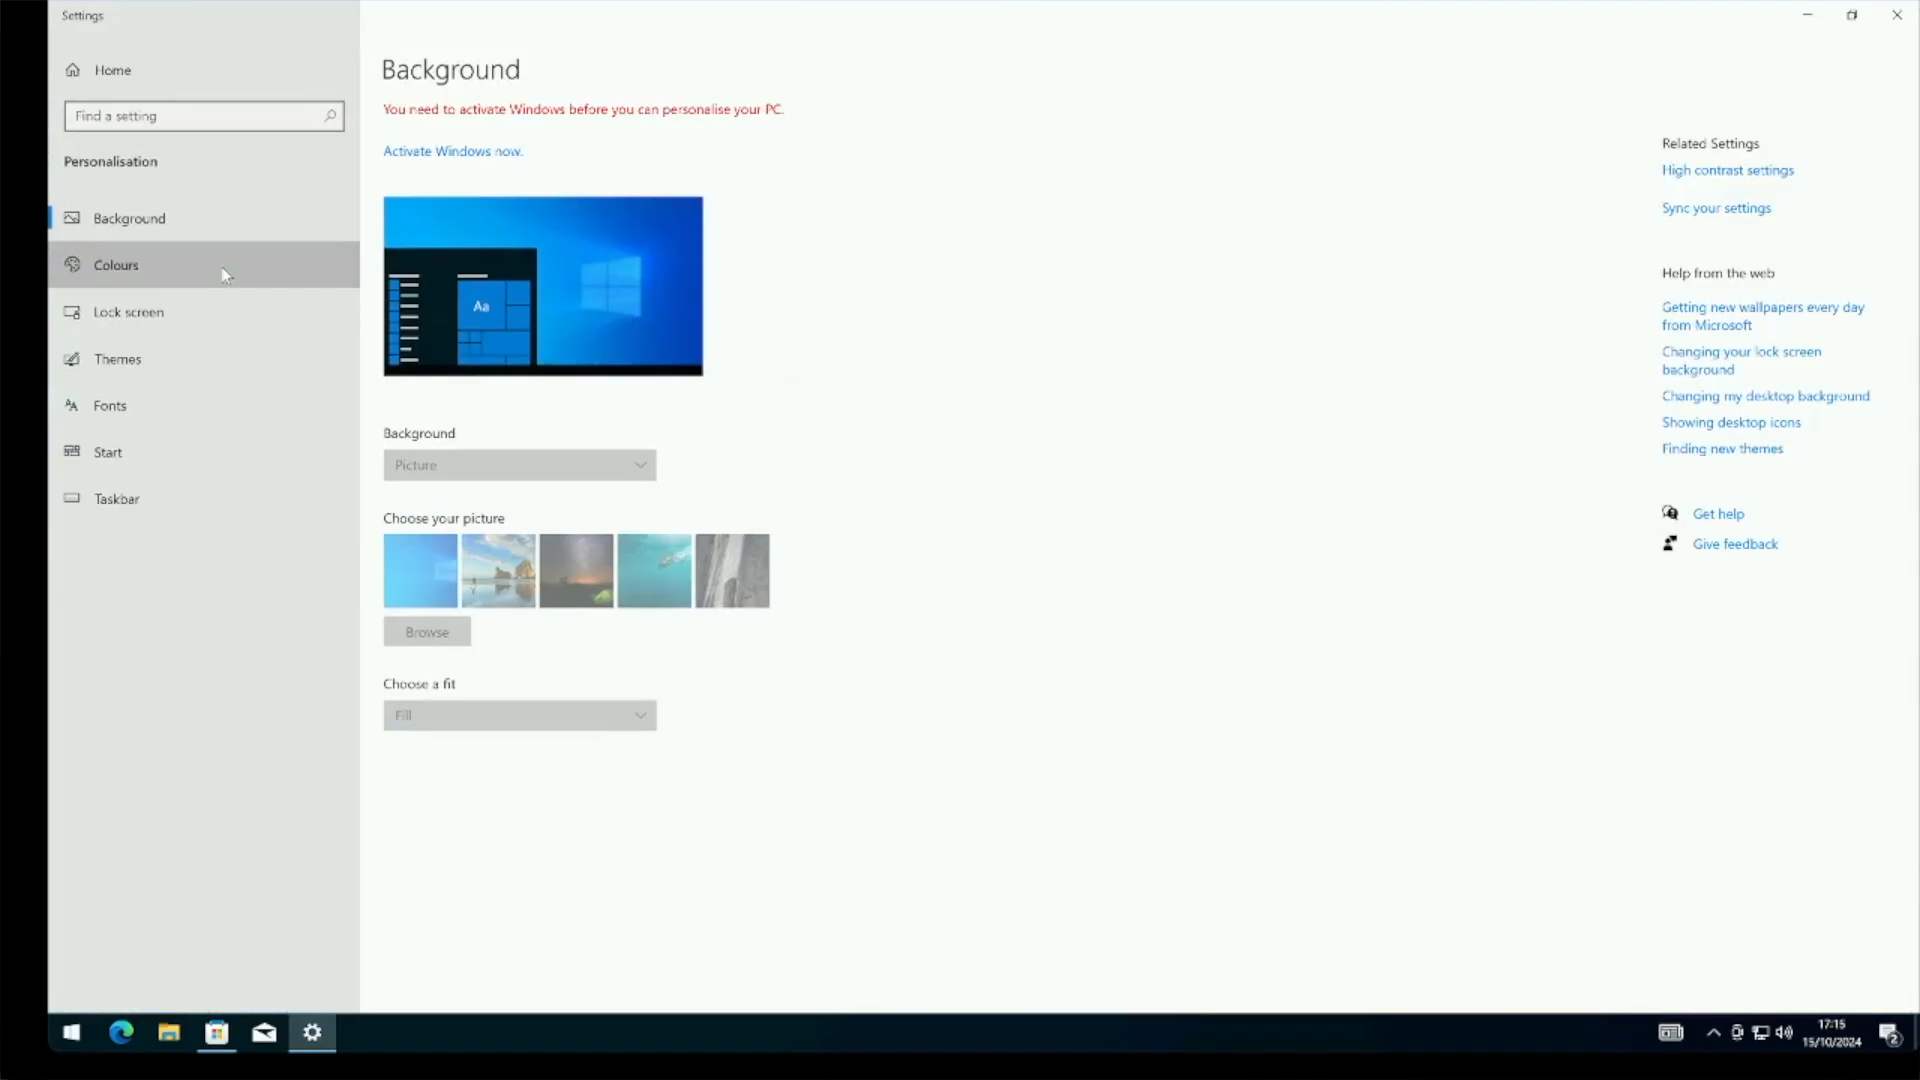 Settings
Home
Find a setting
Personalisation
Background
Colours
Lock screen
Themes
Fonts
Start
Taskbar
Background
You need to activate Windows before you can personalise your PC.
Activate Windows now.
Aa
Background
Picture
Choose your picture
Browse
Choose a fit
Fill
Related Settings
High contrast settings
Sync your settings
Help from the web
Getting new wallpapers every day
from Microsoft
Changing your lock screen
background
Changing my desktop background
Showing desktop icons
Finding new themes
Get help
Give feedback
17:15
15/10/2024
2